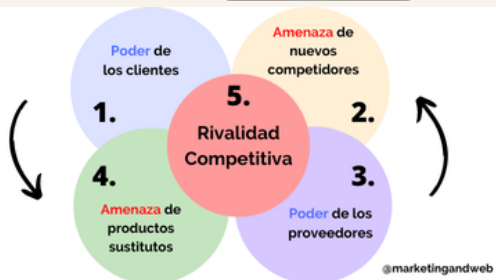 Poder de
los clientes
1.
Amenaza de
nuevos
competidores
2.
5.
Rivalidad
Competitiva
4.
Amenaza de
productos
sustitutos
3.
Poder de los
proveedores
@marketingandweb